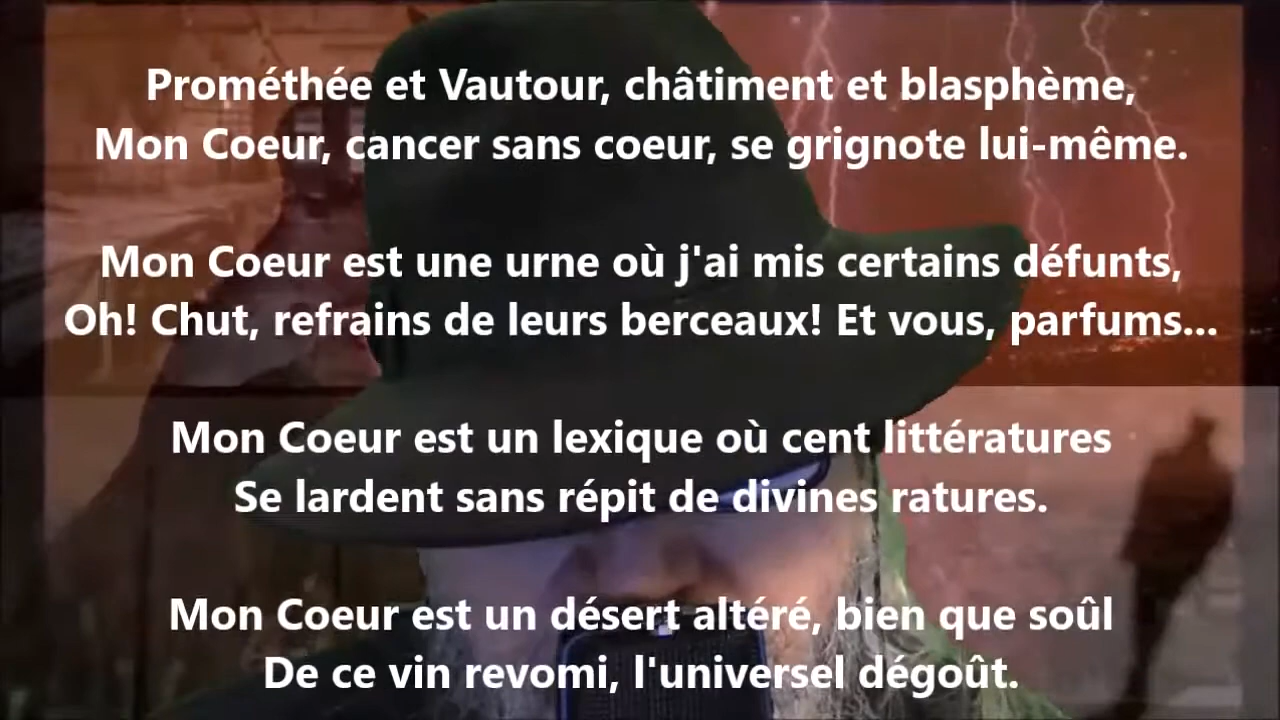 Prométhée et Vautour, châtiment et blasphème,
Mon Coeur, cancer sans coeur, se grignote lui-même.
Mon Coeur est une urne où j'ai mis certains défunts,
Oh! Chut, refrains de leurs berceaux! Et vous, parfums...
Mon Coeur est un lexique où cent littératures
Se lardent sans répit de divines ratures.
Mon Coeur est un désert altéré, bien que soûl
De ce vin revomi, l'universel dégoût.